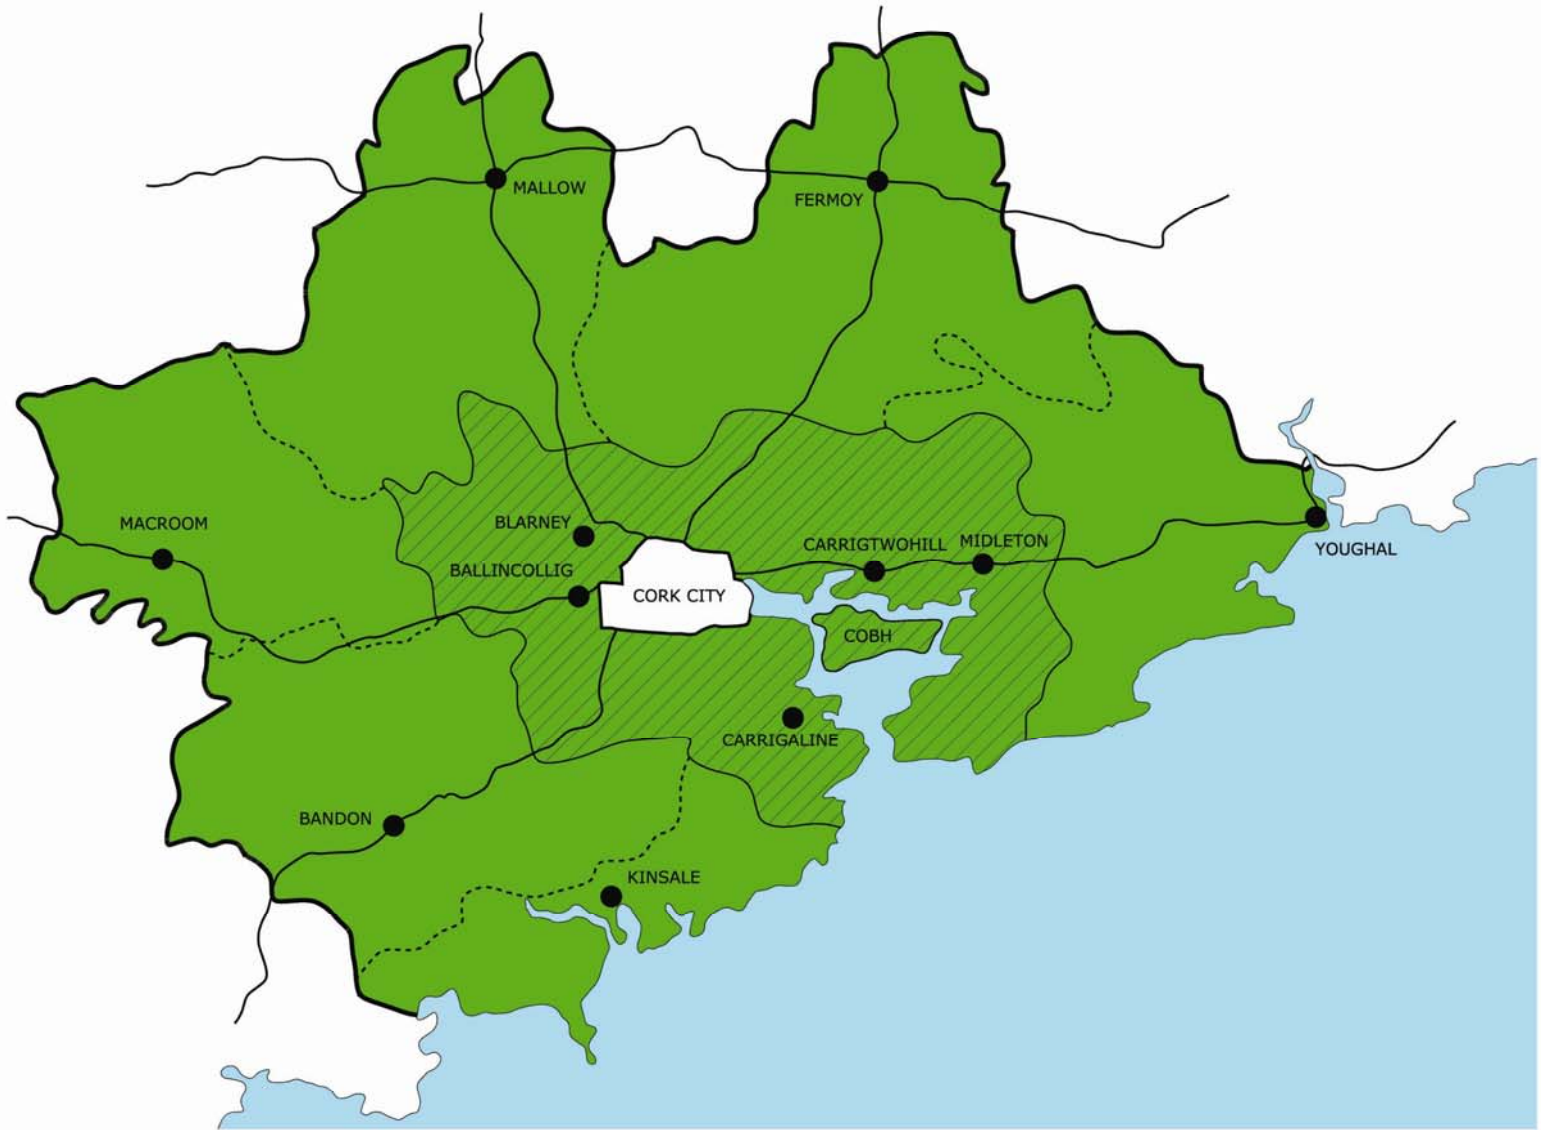 MALLOW
FERMOY
MACROOM
BLARNEY
CARRIGTWOHILL
MIDLETON
YOUGHAL
BALLINCOLLIG
CORK CITY
COBH
CARRIGALINE
BANDON
KINSALE